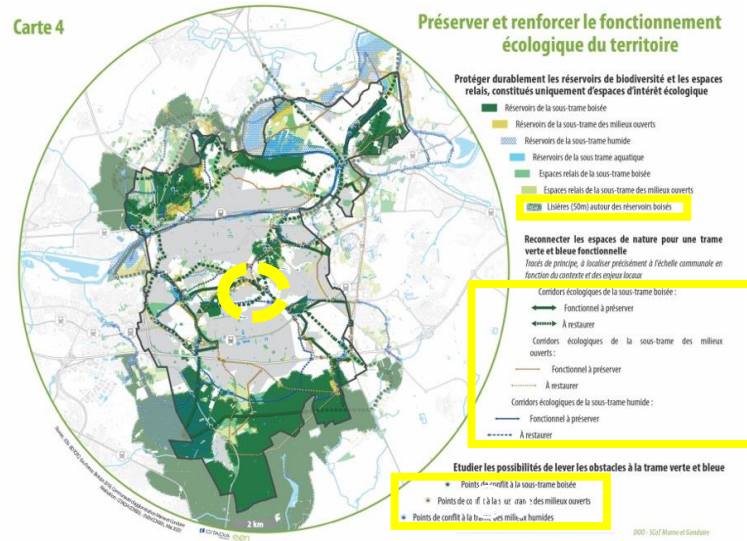 Carte 4
Préserver et renforcer le fonctionnement
écologique du territoire
Protéger durablement les réservoirs de biodiversité et les espaces
relais, constitués uniquement d'espaces d'intérêt écologique
Réservoirs de la sous-trame boisée
Réservoirs de la sous-trame des milieux ouverts
Réservoirs de la sous-trame humide
Réservoirs de la sous trame aquatique
Espaces relais de la sous-trame boisée
Espaces relais de la sous-trame des milieux ouverts
Lisières (50m) autour des réservoirs boisés
Reconnecter les espaces de nature pour une trame
verte et bleue fonctionnelle
Tracés de principe, à localiser précisément à l'échelle communale en
fonction du contexte et des enjeux locaux
Corridors écologiques de la sous-trame boisée :
Fonctionnel à préserver
À restaurer
Corridors écologiques de la sous-trame des milieux
ouverts :
Fonctionnel à préserver
À restaurer
Corridors écologiques de la sous-trame humide :
Fonctionnel à préserver
À restaurer
Etudier les possibilités de lever les obstacles à la trame verte et bleue
Points de conflit à la sous-trame boisée
Points de conflit à la sous-trame des milieux ouverts
Points de conflit à la trame des milieux humides
2 km
CITADIA even
DOO - SCoT Marne et Gondoire